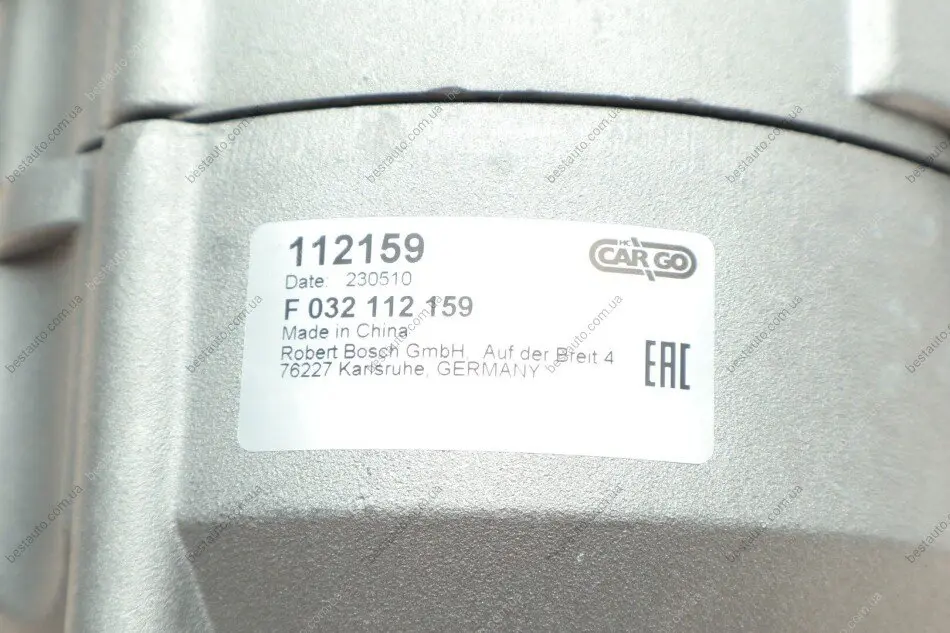 112159
HC
CARGO
Date: 230510
F 032 112 159
Made in China
Robert Bosch GmbH, Auf der Breit 4
76227 Karlsruhe, GERMANY
EAC
bestauto.com.ua